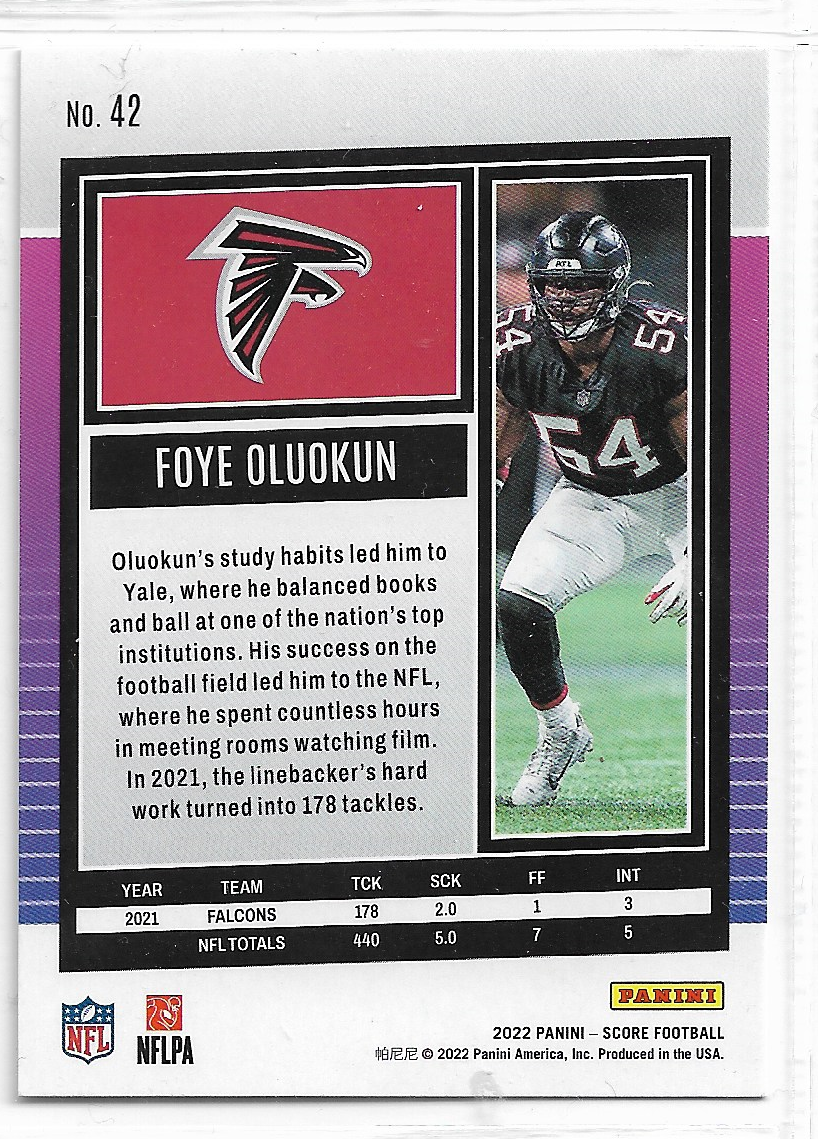 No. 42
ATL
54
54
54
FOYE OLUOKUN
Oluokun's study habits led him to
Yale, where he balanced books
and ball at one of the nation's top
institutions. His success on the
football field led him to the NFL,
where he spent countless hours
in meeting rooms watching film.
In 2021, the linebacker's hard
work turned into 178 tackles.
YEAR TEAM TCK SCK FF INT
2021 FALCONS 178 2.0 1 3
NFL TOTALS 440 5.0 7 5
PANINI
NFL
NFLPA
2022 PANINI – SCORE FOOTBALL
帕尼尼 © 2022 Panini America, Inc. Produced in the USA.